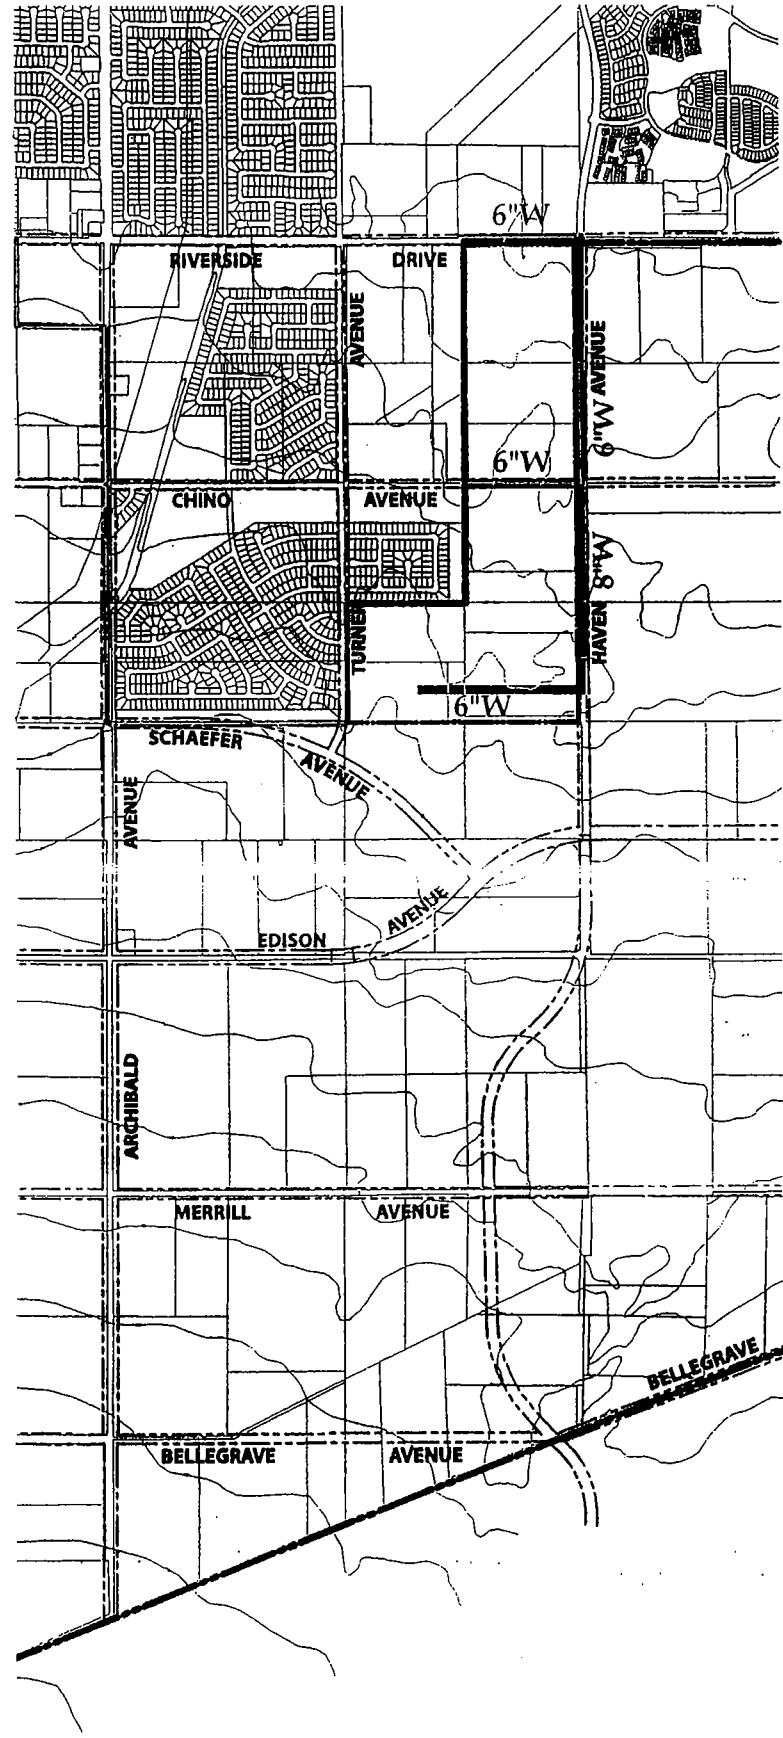 6"W
RIVERSIDE DRIVE
AVENUE
AVENUE
6"W
6"W
CHINO AVENUE
8"W
HAVEN
TURNER
6"W
SCHAEFER AVENUE
AVENUE
AVENUE
EDISON
ARCHIBALD
MERRILL AVENUE
BELLEGRAVE
BELLEGRAVE AVENUE